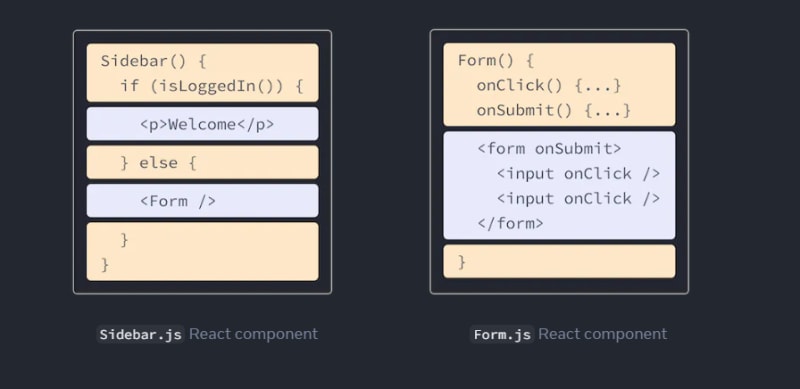 Sidebar() {
if (isLoggedIn()) {
<p>Welcome</p>
} else {
<Form />
}
}
Sidebar.js React component
Form() {
onClick() {...}
onSubmit() {...}
<form onSubmit>
<input onClick />
<input onClick />
</form>
}
Form.js React component